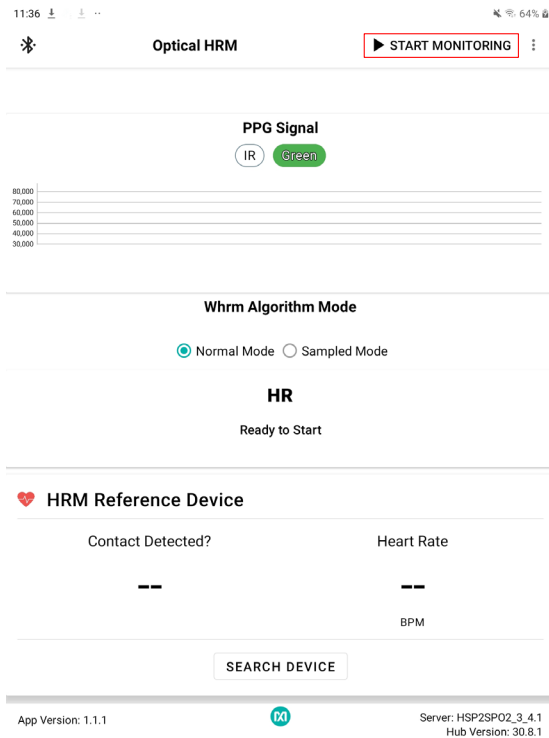 11:36
64%
Optical HRM
START MONITORING
PPG Signal
IR Green
80,000
70,000
60,000
50,000
40,000
30,000
Whrm Algorithm Mode
Normal Mode Sampled Mode
HR
Ready to Start
HRM Reference Device
Contact Detected? Heart Rate
-- --
BPM
SEARCH DEVICE
App Version: 1.1.1
Server: HSP2SPO2_3_4.1
Hub Version: 30.8.1